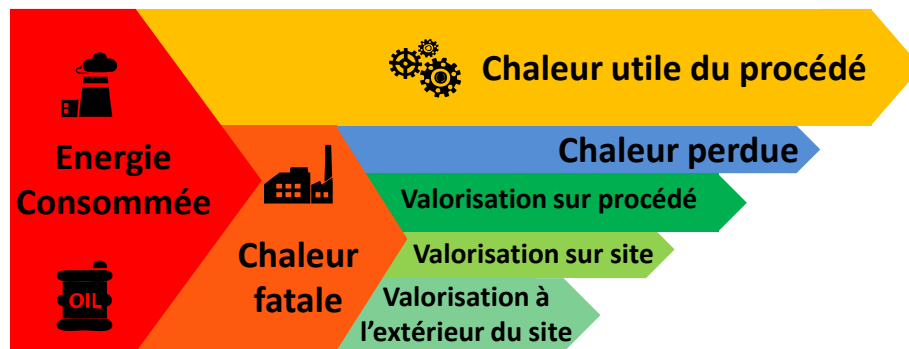 Chaleur utile du procédé
Energie
Consommée
OIL
Chaleur
fatale
Chaleur perdue
Valorisation sur procédé
Valorisation sur site
Valorisation à
l’extérieur du site